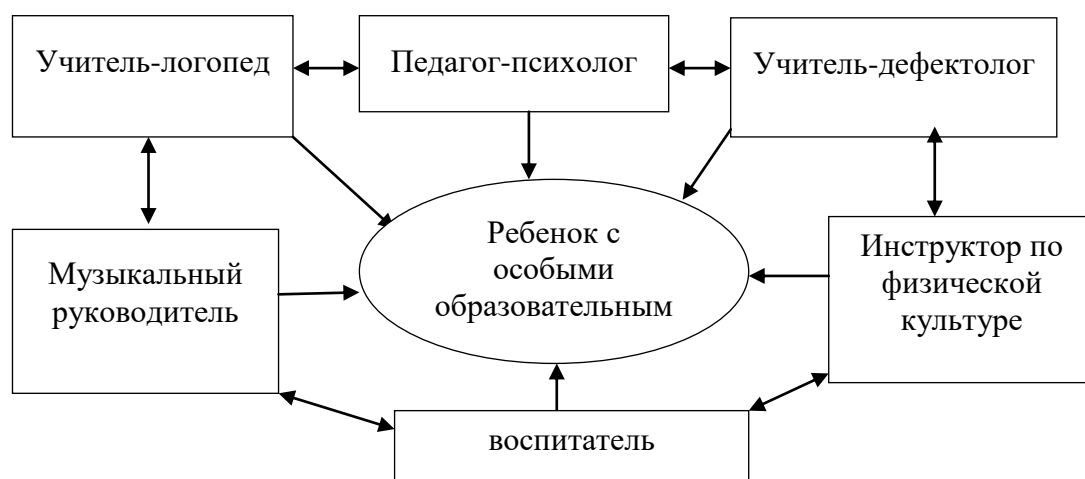 Учитель-логопед
Педагог-психолог
Учитель-дефектолог
Ребенок с
особыми
образовательным
Музыкальный
руководитель
Инструктор по
физической
культуре
воспитатель